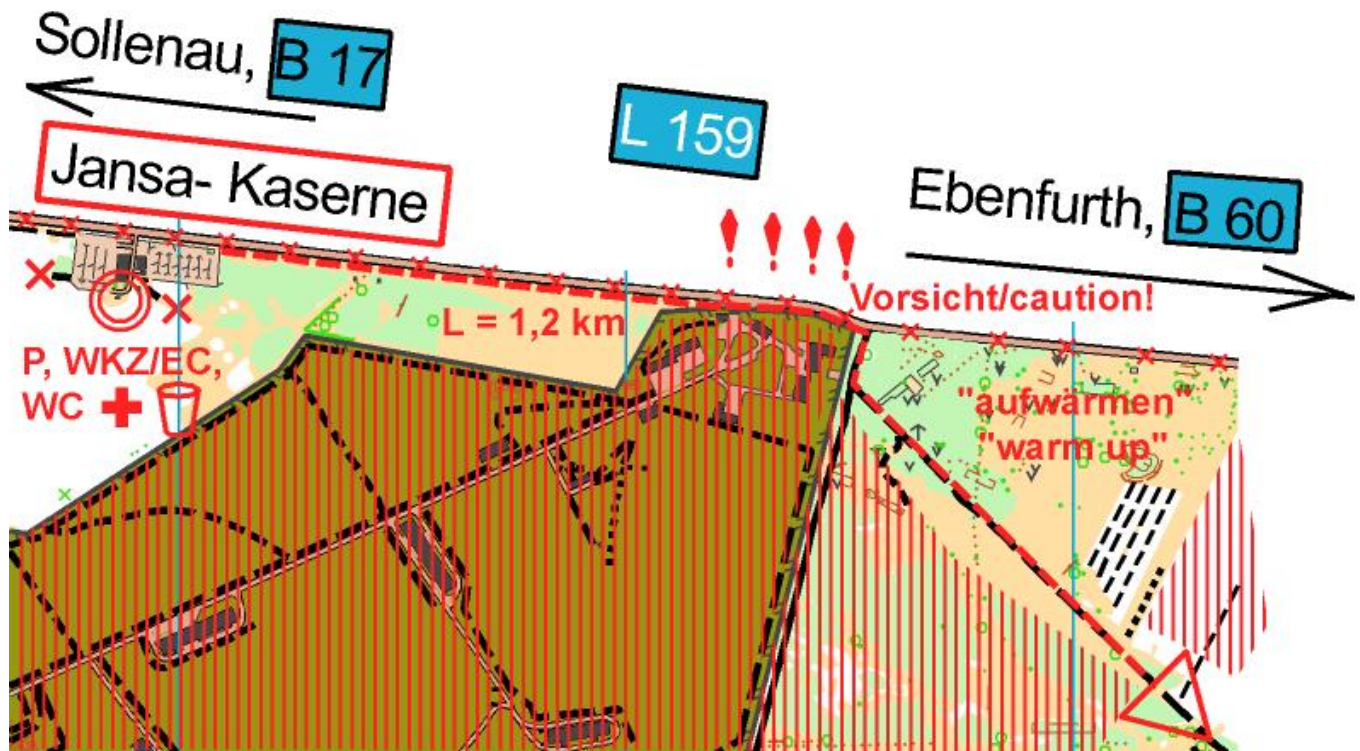 Sollenau, B 17
L 159
Jansa- Kaserne
Ebenfurth, B 60
Vorsicht/caution!
L = 1,2 km
P, WKZ/EC,
WC
"aufwärmen"
"warm up"